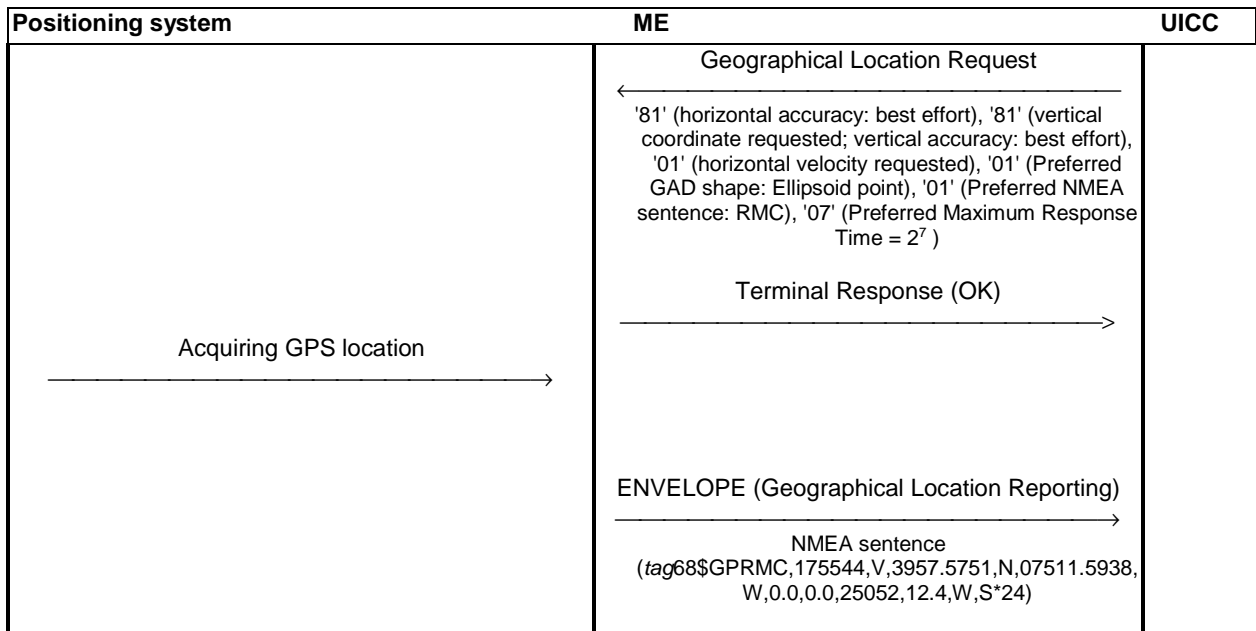 Positioning system ME UICC
Geographical Location Request
'81' (horizontal accuracy: best effort), '81' (vertical
coordinate requested; vertical accuracy: best effort),
'01' (horizontal velocity requested), '01' (Preferred
GAD shape: Ellipsoid point), '01' (Preferred NMEA
sentence: RMC), '07' (Preferred Maximum Response
Time = 2⁷ )
Terminal Response (OK)
Acquiring GPS location
ENVELOPE (Geographical Location Reporting)
NMEA sentence
(tag68$GPRMC,175544,V,3957.5751,N,07511.5938,
W,0.0,0.0,25052,12.4,W,S*24)